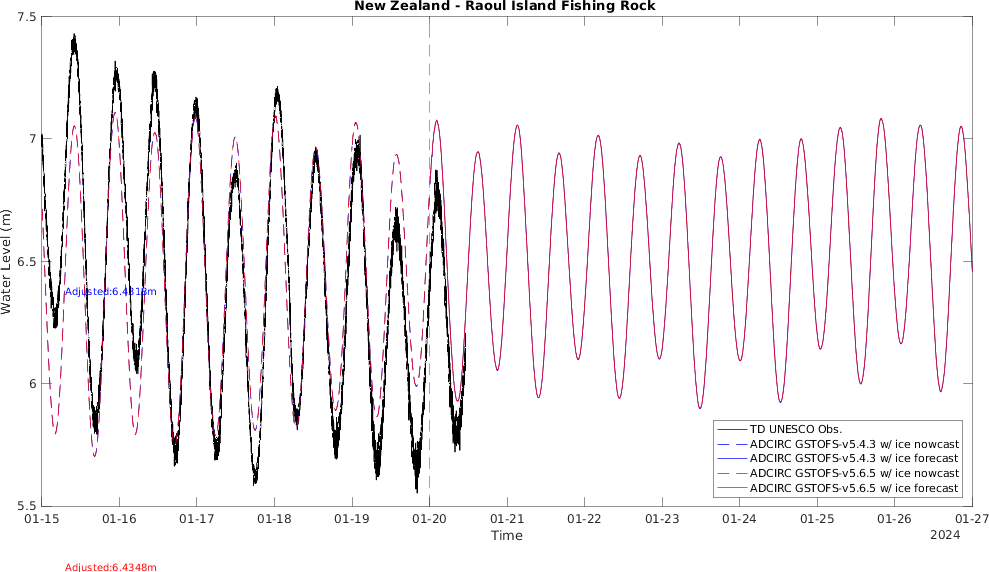 New Zealand - Raoul Island Fishing Rock
7.5
7
6.5
6
5.5
Water Level (m)
Adjusted:6.4318m
TD UNESCO Obs.
ADCIRC GSTOFS-v5.4.3 w/ ice nowcast
ADCIRC GSTOFS-v5.4.3 w/ ice forecast
ADCIRC GSTOFS-v5.6.5 w/ ice nowcast
ADCIRC GSTOFS-v5.6.5 w/ ice forecast
01-15 01-16 01-17 01-18 01-19 01-20 01-21 01-22 01-23 01-24 01-25 01-26 01-27
Time
2024
Adjusted:6.4348m